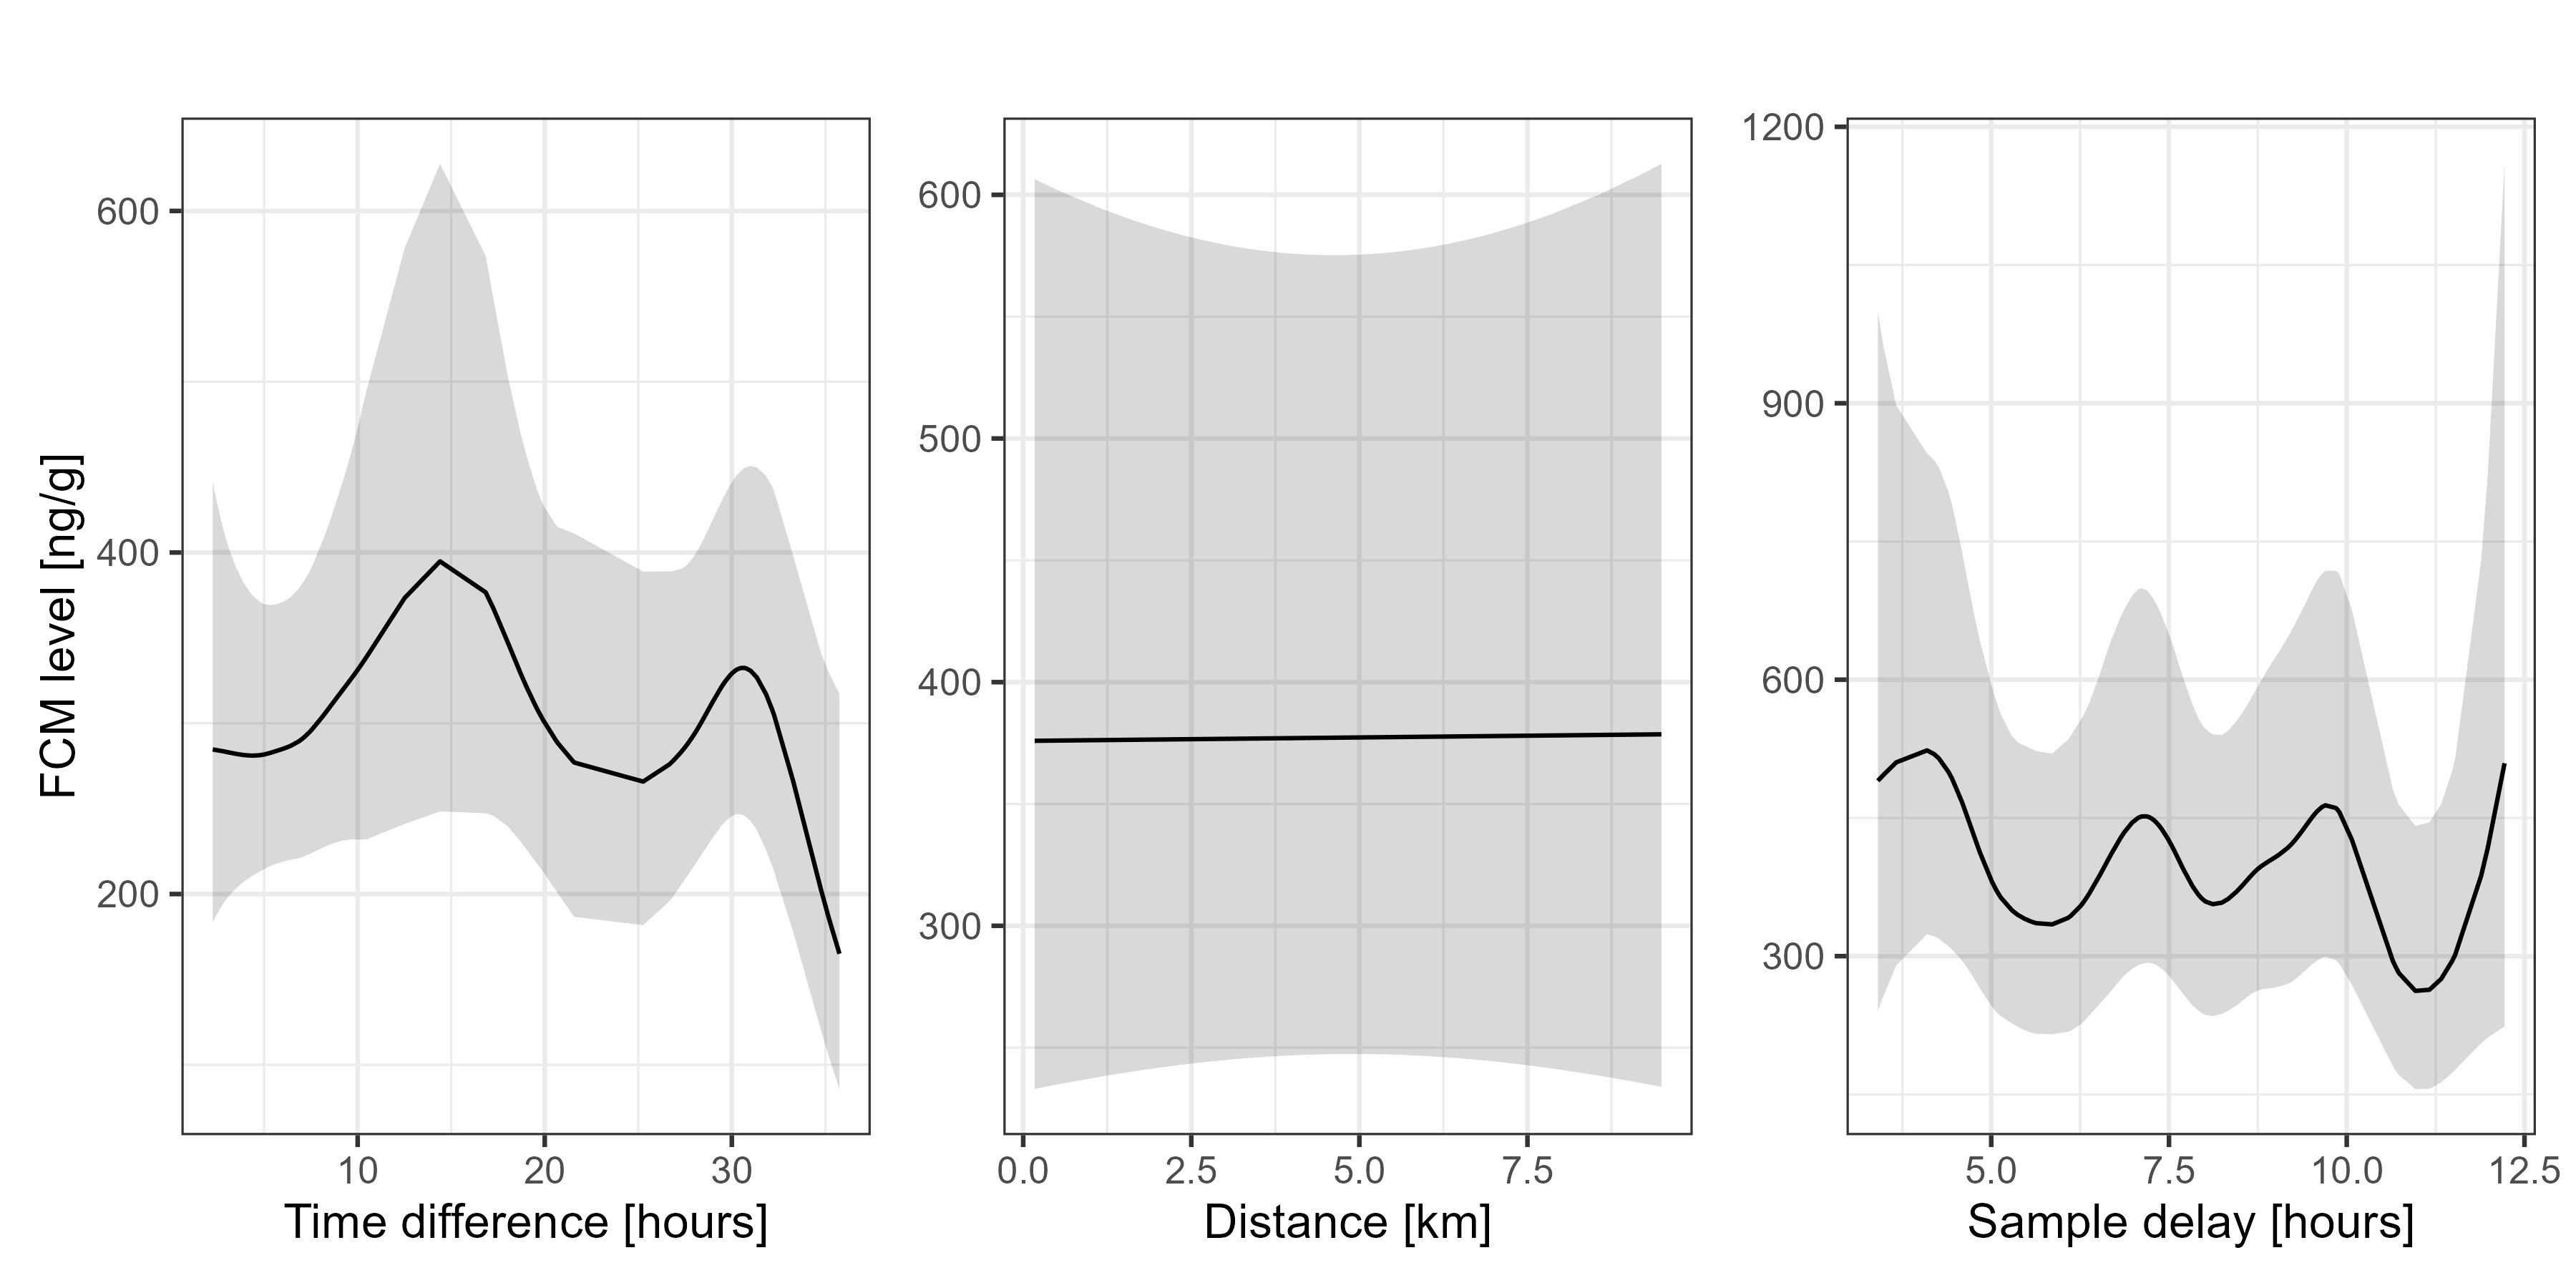 FCM level [ng/g]
600
400
200
10 20 30
Time difference [hours]
600
500
400
300
0.0 2.5 5.0 7.5
Distance [km]
1200
900
600
300
5.0 7.5 10.0 12.5
Sample delay [hours]